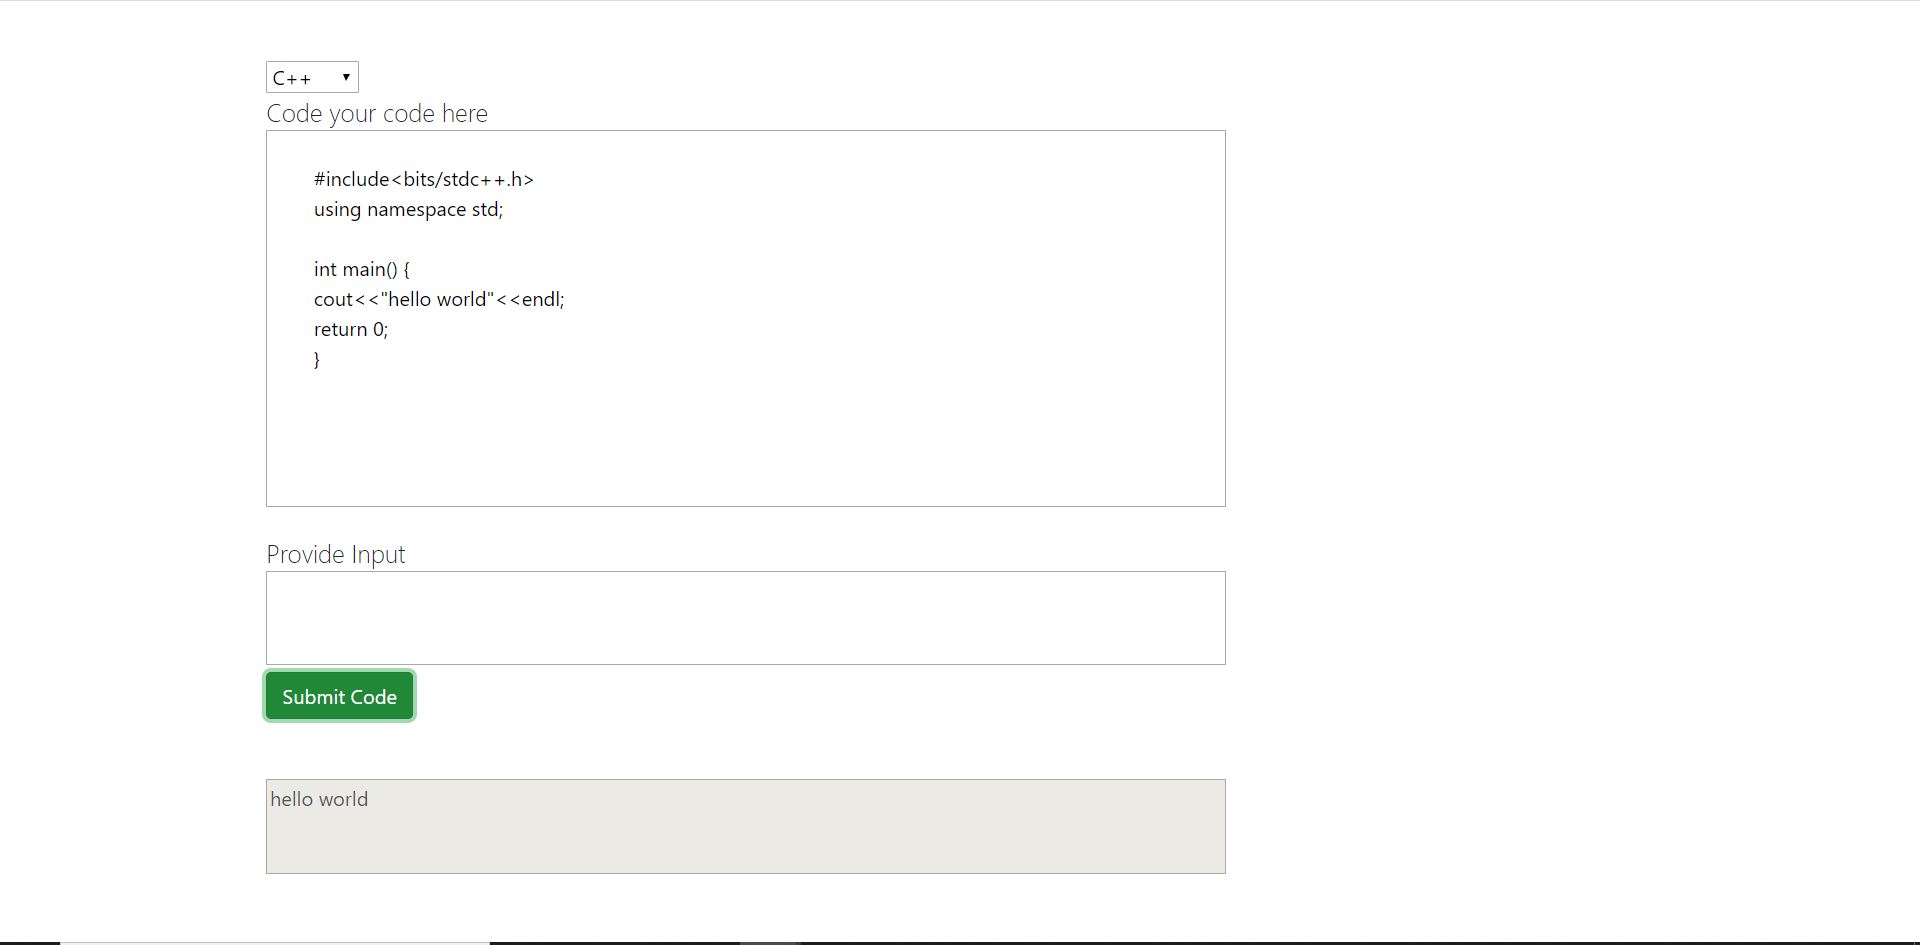 C++
Code your code here
#include<bits/stdc++.h>
using namespace std;
int main() {
cout<<"hello world"<<endl;
return 0;
}
Provide Input
Submit Code
hello world